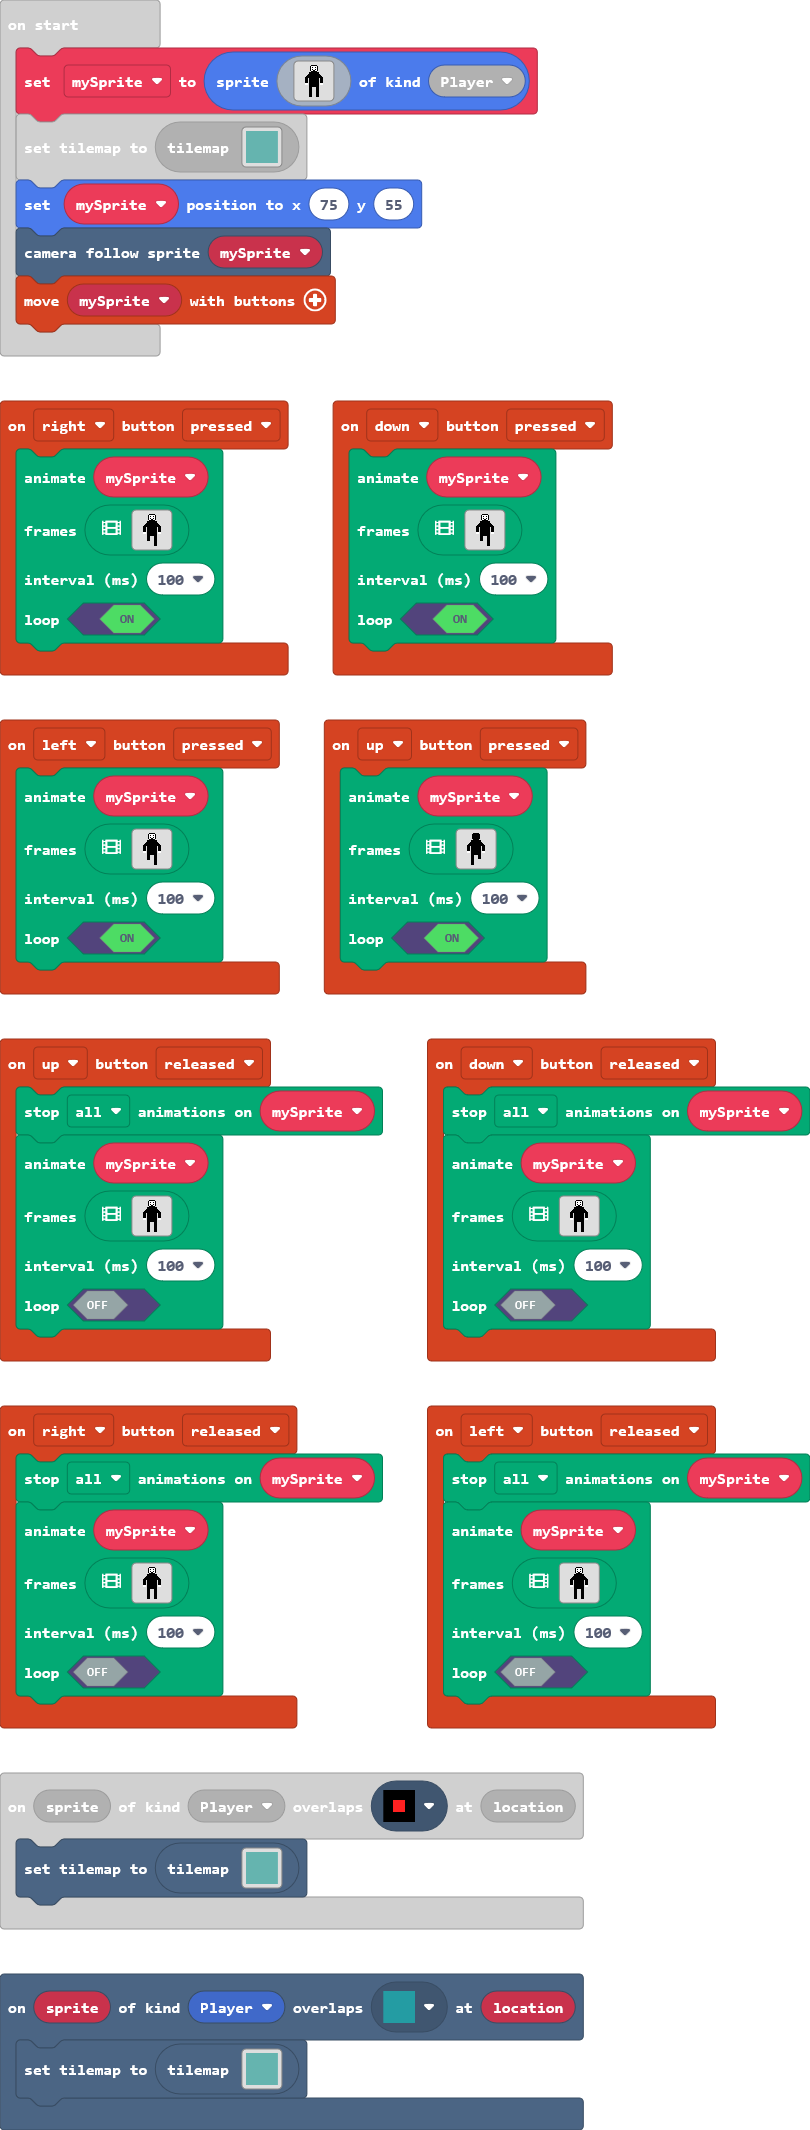 on start
set mySprite to sprite of kind Player
set tilemap to tilemap
set mySprite position to x 75 y 55
camera follow sprite mySprite
move mySprite with buttons
on right button pressed
animate mySprite
frames
interval (ms) 100
loop ON
on down button pressed
animate mySprite
frames
interval (ms) 100
loop ON
on left button pressed
animate mySprite
frames
interval (ms) 100
loop ON
on up button pressed
animate mySprite
frames
interval (ms) 100
loop ON
on up button released
stop all animations on mySprite
animate mySprite
frames
interval (ms) 100
loop OFF
on down button released
stop all animations on mySprite
animate mySprite
frames
interval (ms) 100
loop OFF
on right button released
stop all animations on mySprite
animate mySprite
frames
interval (ms) 100
loop OFF
on left button released
stop all animations on mySprite
animate mySprite
frames
interval (ms) 100
loop OFF
on sprite of kind Player overlaps at location
set tilemap to tilemap
on sprite of kind Player overlaps at location
set tilemap to tilemap